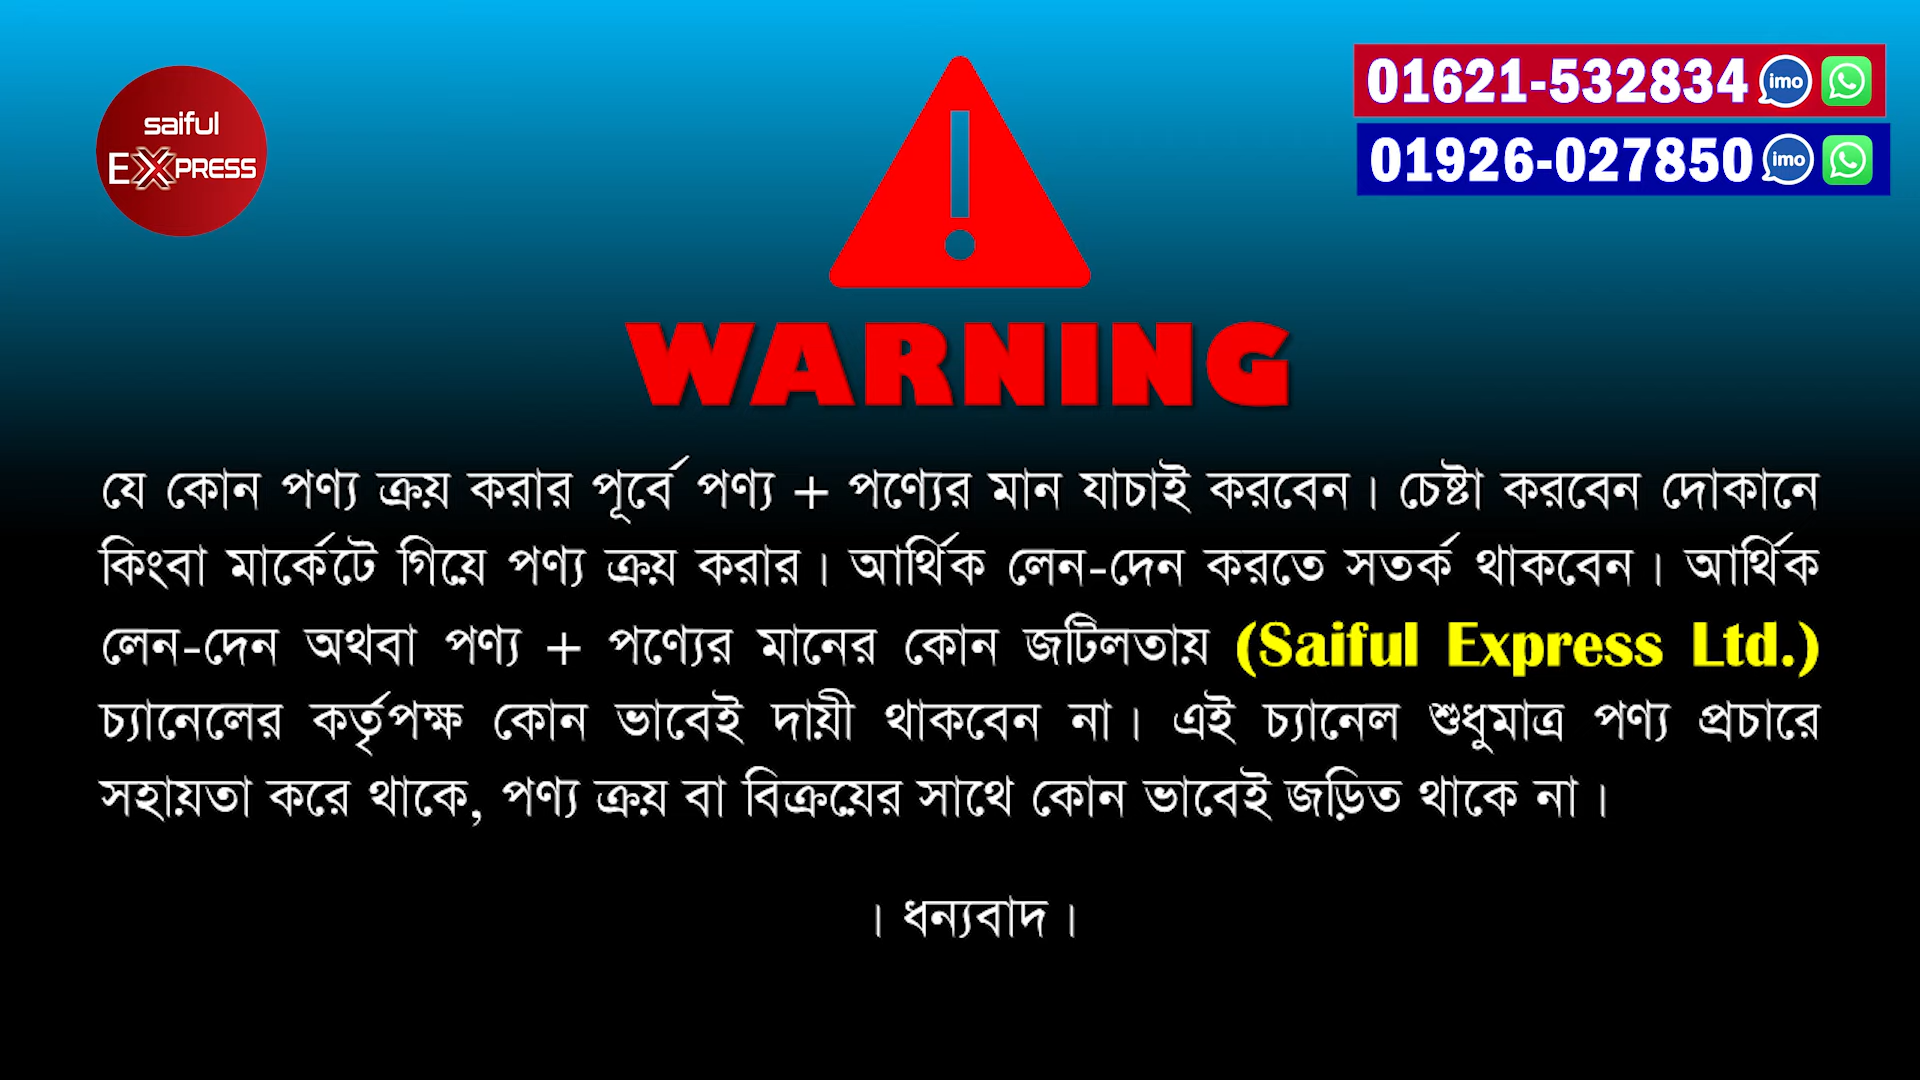 saiful
EXPRESS
01621-532834 imo
01926-027850 imo
WARNING
যে কোন পণ্য ক্রয় করার পূর্বে পণ্য + পণ্যের মান যাচাই করবেন। চেষ্টা করবেন দোকানে
কিংবা মার্কেটে গিয়ে পণ্য ক্রয় করার। আর্থিক লেন-দেন করতে সতর্ক থাকবেন। আর্থিক
লেন-দেন অথবা পণ্য + পণ্যের মানের কোন জটিলতায় (Saiful Express Ltd.)
চ্যানেলের কর্তৃপক্ষ কোন ভাবেই দায়ী থাকবেন না। এই চ্যানেল শুধুমাত্র পণ্য প্রচারে
সহায়তা করে থাকে, পণ্য ক্রয় বা বিক্রয়ের সাথে কোন ভাবেই জড়িত থাকে না।
। ধন্যবাদ।